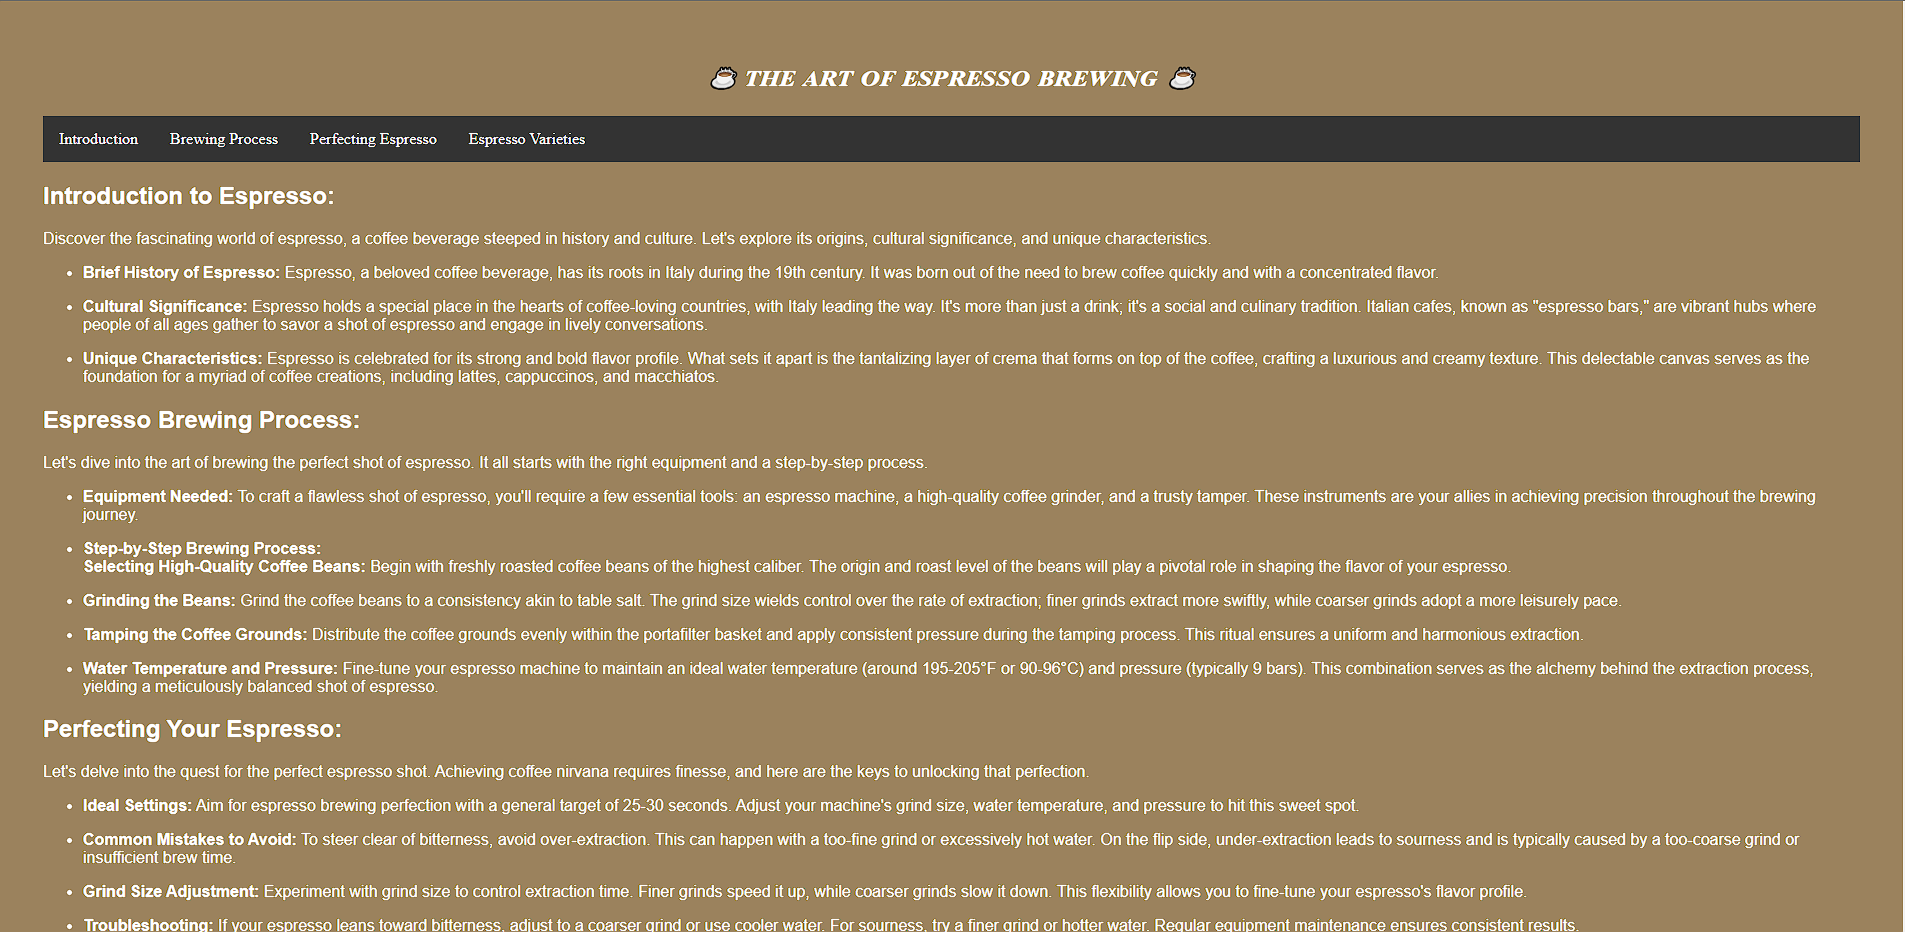 THE ART OF ESPRESSO BREWING
Introduction Brewing Process Perfecting Espresso Espresso Varieties
Introduction to Espresso:
Discover the fascinating world of espresso, a coffee beverage steeped in history and culture. Let's explore its origins, cultural significance, and unique characteristics.
• Brief History of Espresso: Espresso, a beloved coffee beverage, has its roots in Italy during the 19th century. It was born out of the need to brew coffee quickly and with a concentrated flavor.
• Cultural Significance: Espresso holds a special place in the hearts of coffee-loving countries, with Italy leading the way. It's more than just a drink; it's a social and culinary tradition. Italian cafes, known as "espresso bars," are vibrant hubs where
people of all ages gather to savor a shot of espresso and engage in lively conversations.
• Unique Characteristics: Espresso is celebrated for its strong and bold flavor profile. What sets it apart is the tantalizing layer of crema that forms on top of the coffee, crafting a luxurious and creamy texture. This delectable canvas serves as the
foundation for a myriad of coffee creations, including lattes, cappuccinos, and macchiatos.
Espresso Brewing Process:
Let's dive into the art of brewing the perfect shot of espresso. It all starts with the right equipment and a step-by-step process.
• Equipment Needed: To craft a flawless shot of espresso, you'll require a few essential tools: an espresso machine, a high-quality coffee grinder, and a trusty tamper. These instruments are your allies in achieving precision throughout the brewing
journey.
• Step-by-Step Brewing Process:
Selecting High-Quality Coffee Beans: Begin with freshly roasted coffee beans of the highest caliber. The origin and roast level of the beans will play a pivotal role in shaping the flavor of your espresso.
• Grinding the Beans: Grind the coffee beans to a consistency akin to table salt. The grind size wields control over the rate of extraction; finer grinds extract more swiftly, while coarser grinds adopt a more leisurely pace.
• Tamping the Coffee Grounds: Distribute the coffee grounds evenly within the portafilter basket and apply consistent pressure during the tamping process. This ritual ensures a uniform and harmonious extraction.
• Water Temperature and Pressure: Fine-tune your espresso machine to maintain an ideal water temperature (around 195-205°F or 90-96°C) and pressure (typically 9 bars). This combination serves as the alchemy behind the extraction process,
yielding a meticulously balanced shot of espresso.
Perfecting Your Espresso:
Let's delve into the quest for the perfect espresso shot. Achieving coffee nirvana requires finesse, and here are the keys to unlocking that perfection.
• Ideal Settings: Aim for espresso brewing perfection with a general target of 25-30 seconds. Adjust your machine's grind size, water temperature, and pressure to hit this sweet spot.
• Common Mistakes to Avoid: To steer clear of bitterness, avoid over-extraction. This can happen with a too-fine grind or excessively hot water. On the flip side, under-extraction leads to sourness and is typically caused by a too-coarse grind or
insufficient brew time.
• Grind Size Adjustment: Experiment with grind size to control extraction time. Finer grinds speed it up, while coarser grinds slow it down. This flexibility allows you to fine-tune your espresso's flavor profile.
• Troubleshooting: If your espresso leans toward bitterness, adjust to a coarser grind or use cooler water. For sourness, try a finer grind or hotter water. Regular equipment maintenance ensures consistent results.